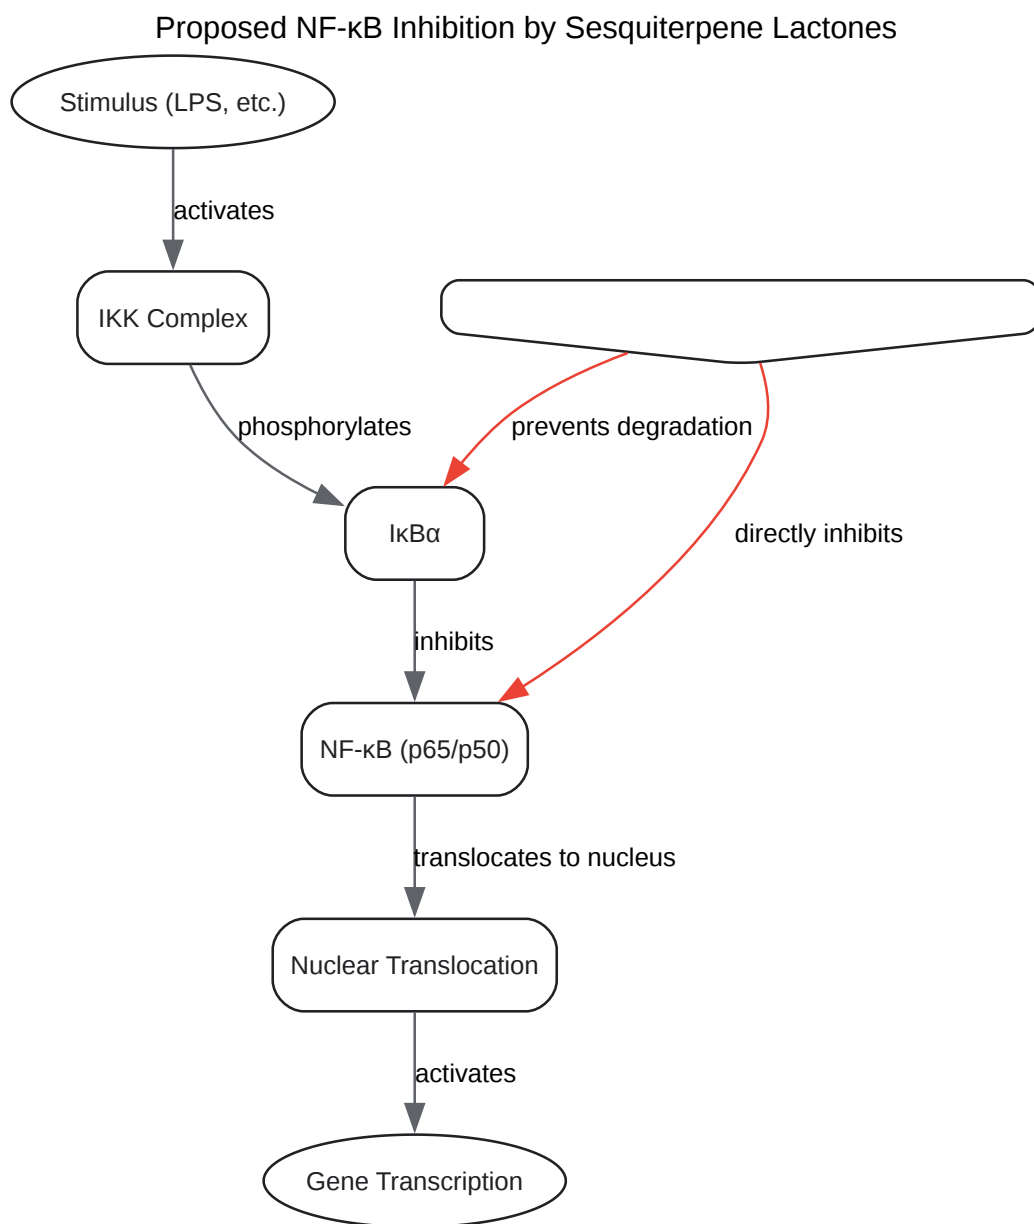 Proposed NF-κB Inhibition by Sesquiterpene Lactones
Stimulus (LPS, etc.)
activates
IKK Complex
phosphorylates
prevents degradation
IκBα
directly inhibits
inhibits
NF-κB (p65/p50)
translocates to nucleus
Nuclear Translocation
activates
Gene Transcription